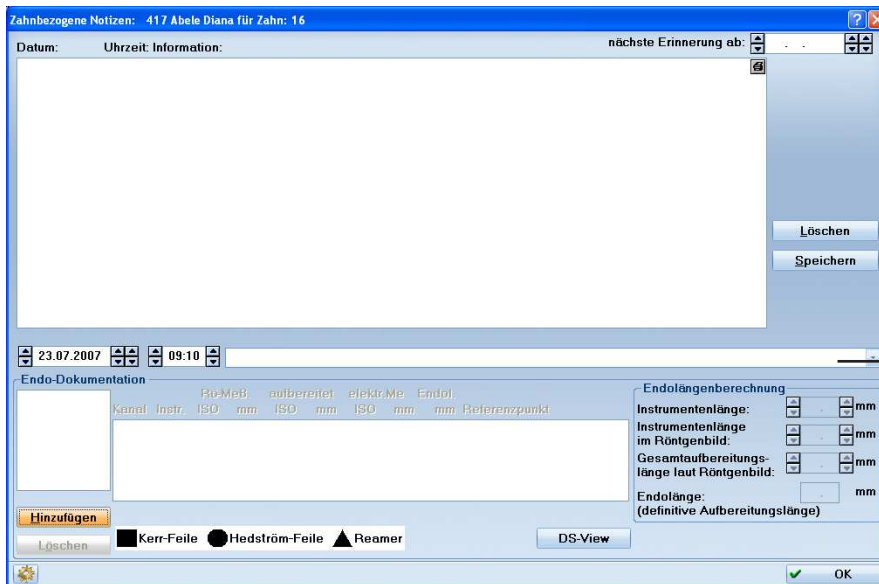 Zahnbezogene Notizen: 417 Abele Diana für Zahn: 16
Datum: Uhrzeit: Information: nächste Erinnerung ab: . .
Löschen
Speichern
23.07.2007 09:10
Endo-Dokumentation
Rö-Meß. aufbereitet elektr.Me Endol.
Kanal Instr. ISO mm ISO mm ISO mm mm Referenzpunkt
Endolängenberechnung
Instrumentenlänge: . mm
Instrumentenlänge
im Röntgenbild: . mm
Gesamtaufbereitungs-
länge laut Röntgenbild: . mm
Endolänge: . mm
(definitive Aufbereitungslänge)
Hinzufügen
Löschen
Kerr-Feile Hedström-Feile Reamer
DS-View
OK